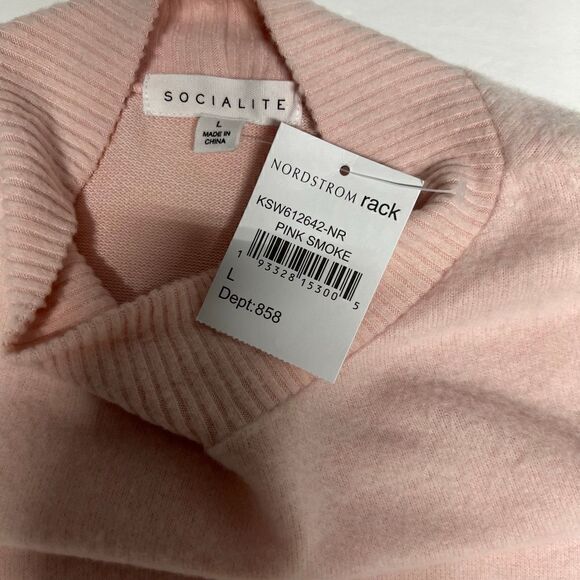 SOCIALITE
L
MADE IN
CHINA
NORDSTROM rack
KSW612642-NR
PINK SMOKE
1 93328 15300 5
L
Dept:858